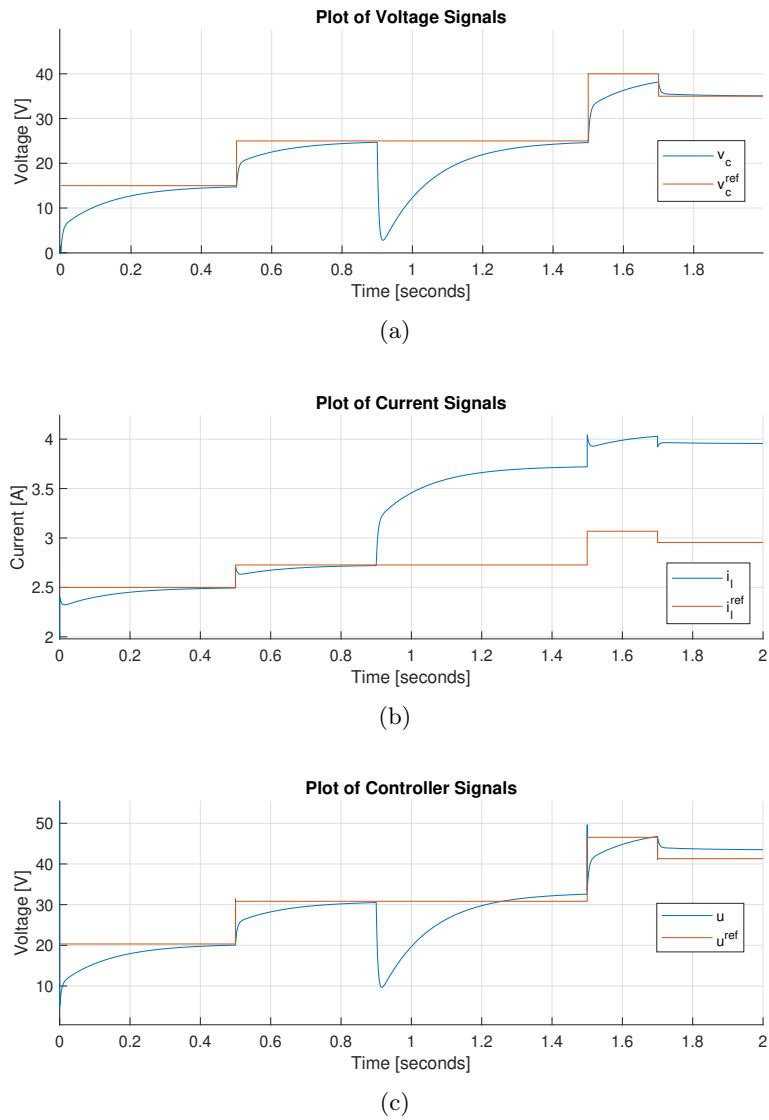 Plot of Voltage Signals
Voltage [V]
40
30
20
10
0
v_c
v_c^ref
0 0.2 0.4 0.6 0.8 1 1.2 1.4 1.6 1.8
Time [seconds]
(a)
Plot of Current Signals
Current [A]
4
3.5
3
2.5
2
i_l
i_l^ref
0 0.2 0.4 0.6 0.8 1 1.2 1.4 1.6 1.8 2
Time [seconds]
(b)
Plot of Controller Signals
Voltage [V]
50
40
30
20
10
u
u^ref
0 0.2 0.4 0.6 0.8 1 1.2 1.4 1.6 1.8 2
Time [seconds]
(c)